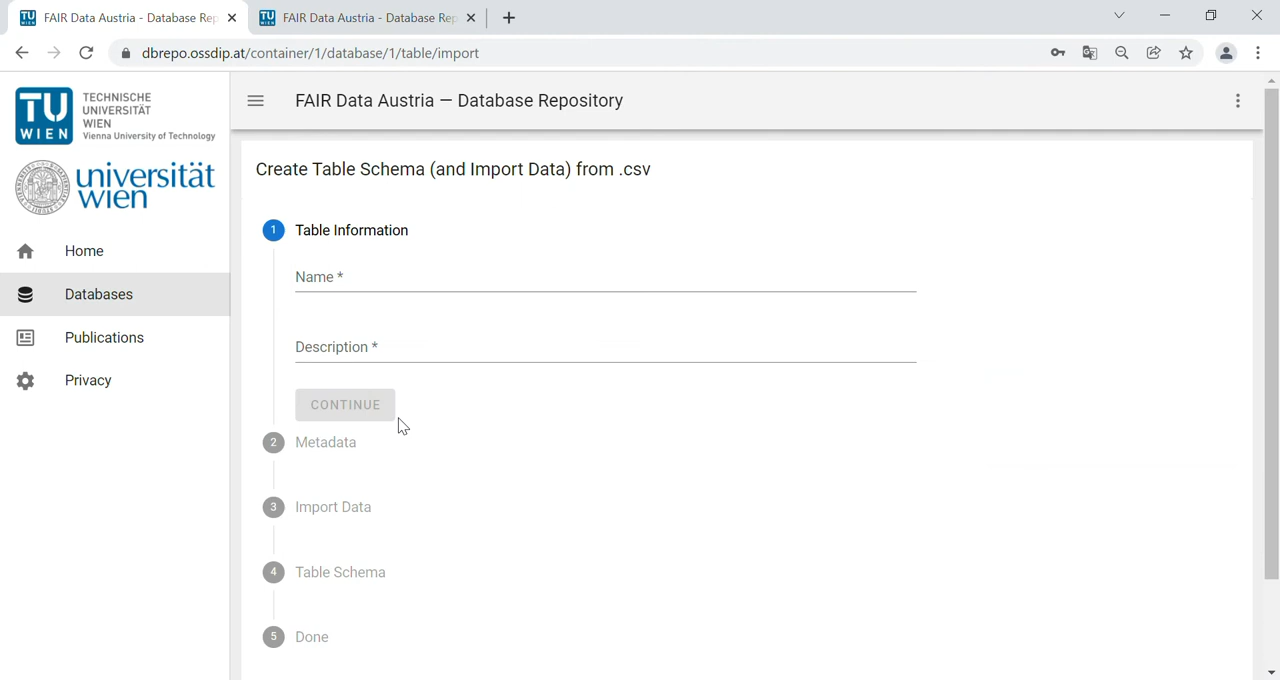 FAIR Data Austria - Database Rep
FAIR Data Austria - Database Rep
dbrepo.ossdip.at/container/1/database/1/table/import
TU
WIEN
TECHNISCHE
UNIVERSITÄT
WIEN
Vienna University of Technology
universität
wien
Home
Databases
Publications
Privacy
FAIR Data Austria — Database Repository
Create Table Schema (and Import Data) from .csv
1 Table Information
Name *
Description *
CONTINUE
2 Metadata
3 Import Data
4 Table Schema
5 Done